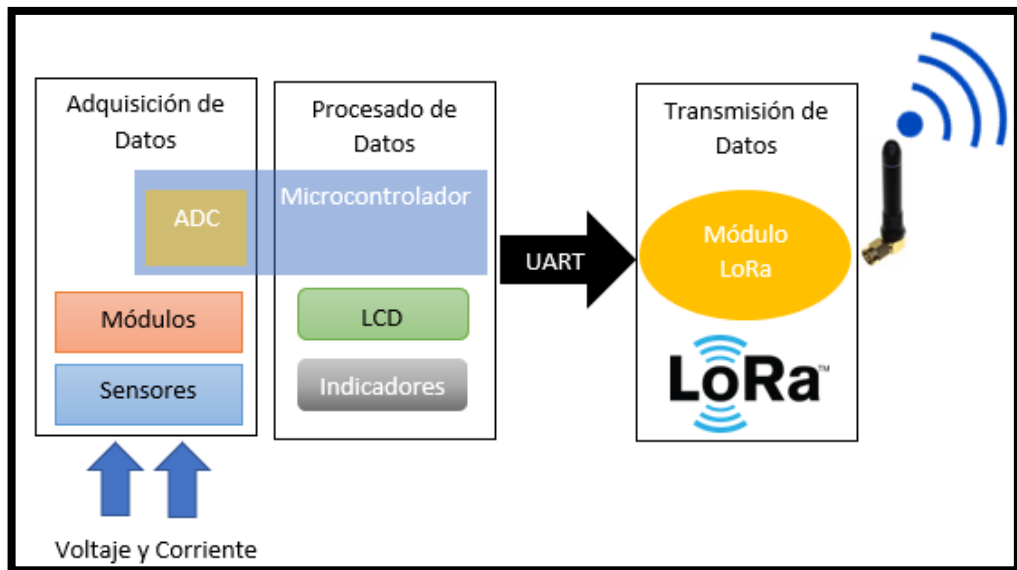 Adquisición de
Datos
ADC
Módulos
Sensores
Voltaje y Corriente
Procesado de
Datos
Microcontrolador
LCD
Indicadores
UART
Transmisión de
Datos
Módulo
LoRa
LoRa™